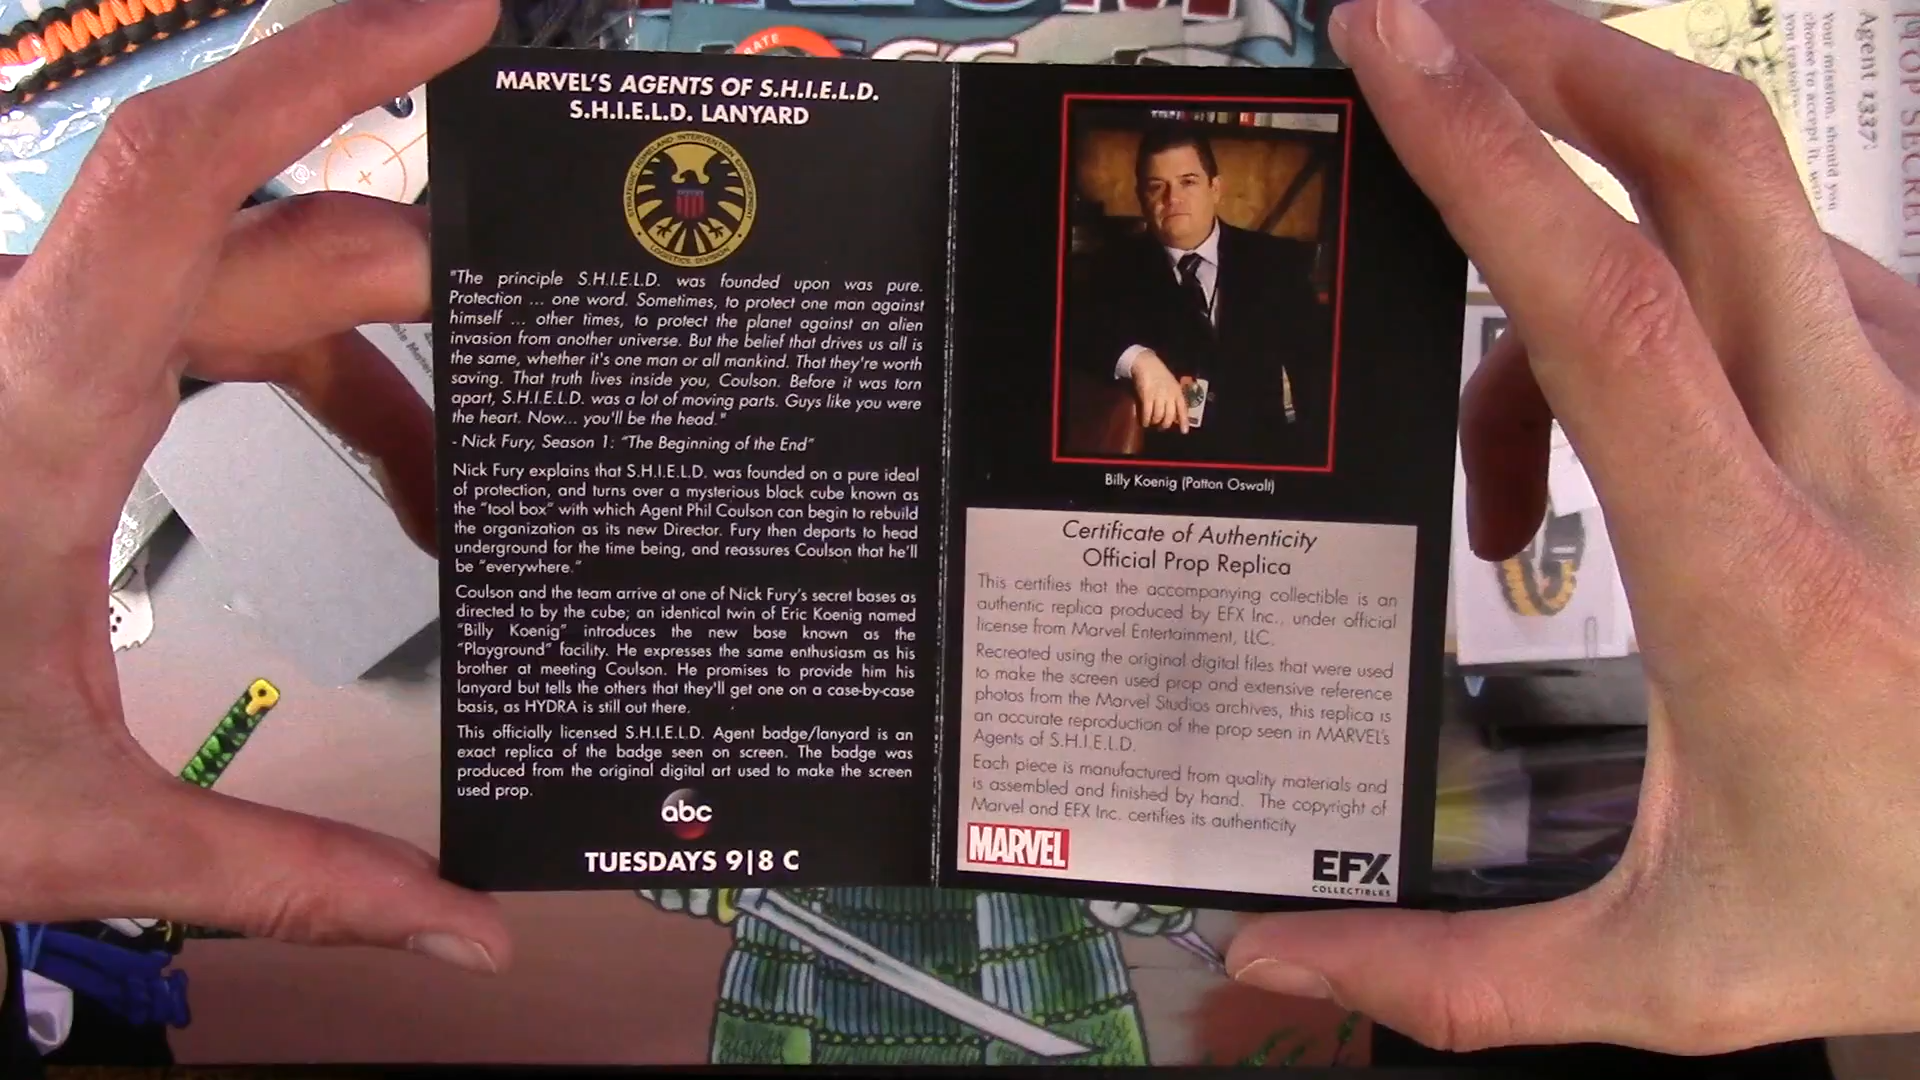 MARVEL'S AGENTS OF S.H.I.E.L.D.
S.H.I.E.L.D. LANYARD
STRATEGIC HOMELAND INTERVENTION ENFORCEMENT
LOGISTICS DIVISION
"The principle S.H.I.E.L.D. was founded upon was pure.
Protection ... one word. Sometimes, to protect one man against
himself ... other times, to protect the planet against an alien
invasion from another universe. But the belief that drives us all is
the same, whether it's one man or all mankind. That they're worth
saving. That truth lives inside you, Coulson. Before it was torn
apart, S.H.I.E.L.D. was a lot of moving parts. Guys like you were
the heart. Now... you'll be the head."
- Nick Fury, Season 1: "The Beginning of the End"
Nick Fury explains that S.H.I.E.L.D. was founded on a pure ideal
of protection, and turns over a mysterious black cube known as
the "tool box" with which Agent Phil Coulson can begin to rebuild
the organization as its new Director. Fury then departs to head
underground for the time being, and reassures Coulson that he'll
be "everywhere."
Coulson and the team arrive at one of Nick Fury's secret bases as
directed to by the cube; an identical twin of Eric Koenig named
"Billy Koenig" introduces the new base known as the
"Playground" facility. He expresses the same enthusiasm as his
brother at meeting Coulson. He promises to provide him his
lanyard but tells the others that they'll get one on a case-by-case
basis, as HYDRA is still out there.
This officially licensed S.H.I.E.L.D. Agent badge/lanyard is an
exact replica of the badge seen on screen. The badge was
produced from the original digital art used to make the screen
used prop.
abc
TUESDAYS 9|8 C
Billy Koenig (Patton Oswalt)
Certificate of Authenticity
Official Prop Replica
This certifies that the accompanying collectible is an
authentic replica produced by EFX Inc., under official
license from Marvel Entertainment, LLC.
Recreated using the original digital files that were used
to make the screen used prop and extensive reference
photos from the Marvel Studios archives, this replica is
an accurate reproduction of the prop seen in MARVEL's
Agents of S.H.I.E.L.D.
Each piece is manufactured from quality materials and
is assembled and finished by hand. The copyright of
Marvel and EFX Inc. certifies its authenticity
MARVEL
EFX
COLLECTIBLES
[TOP SECRET]
Agent 1337:
Your mission, should you
choose to accept it, was